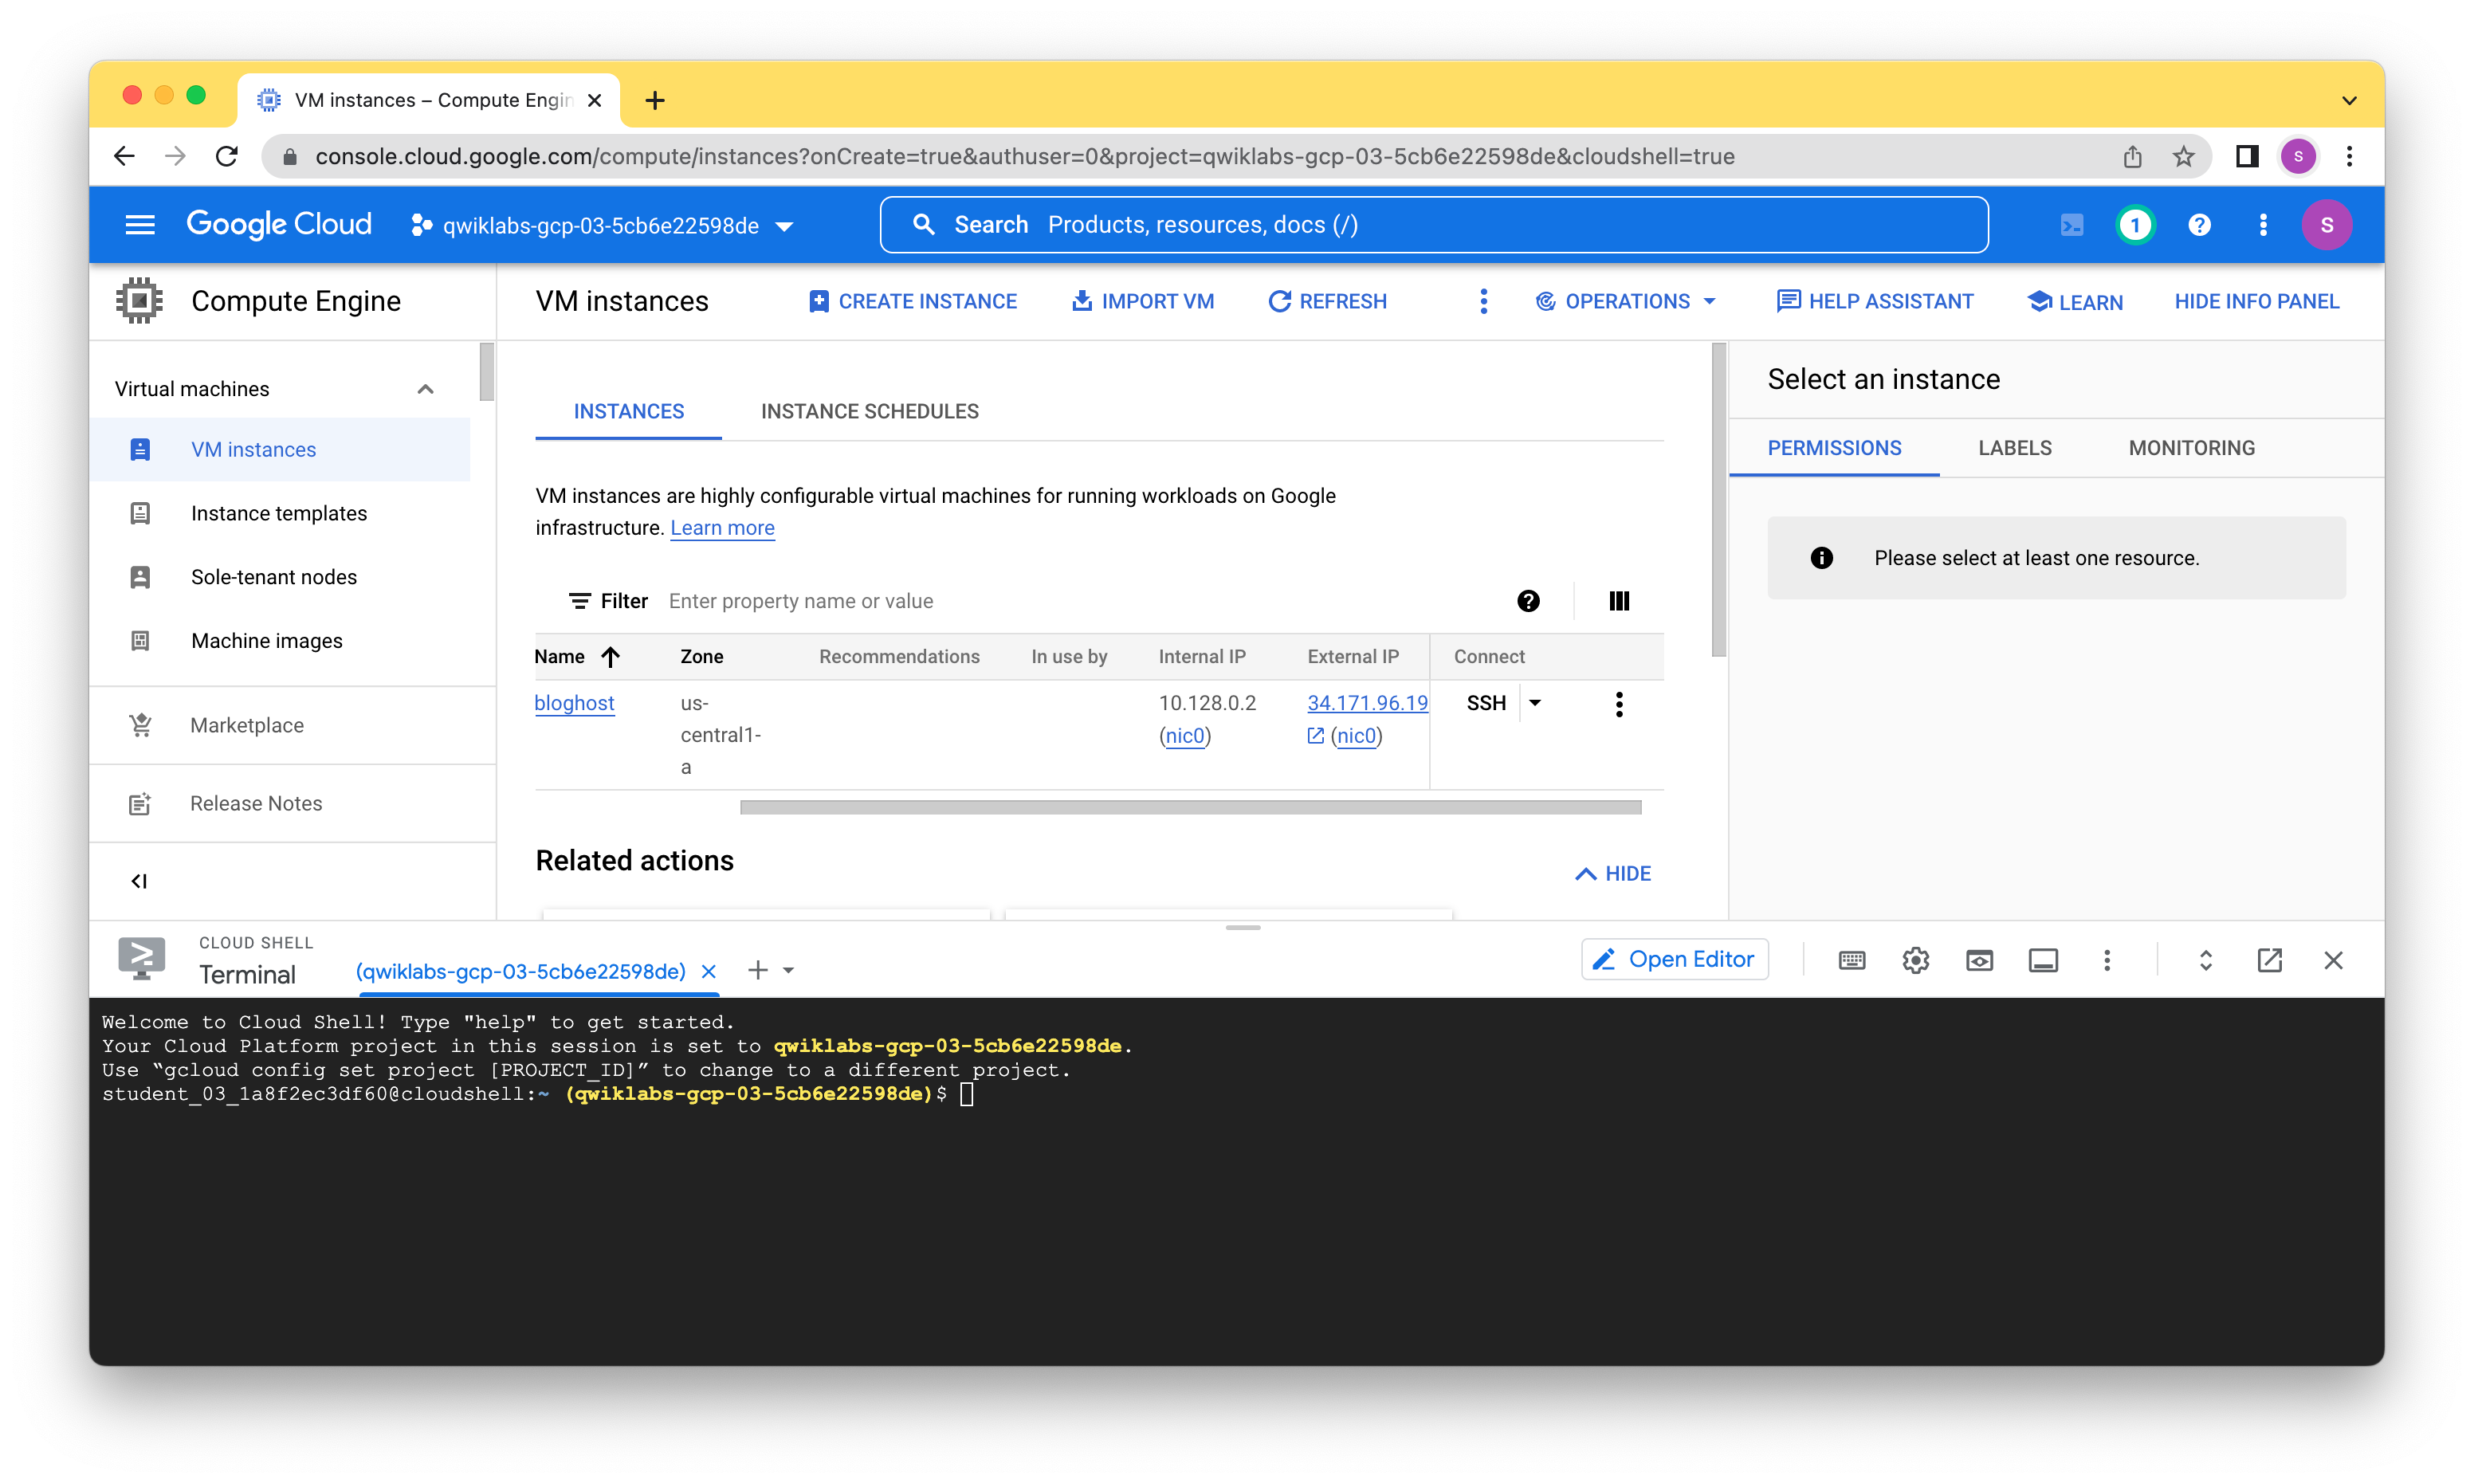 VM instances – Compute Engin
console.cloud.google.com/compute/instances?onCreate=true&authuser=0&project=qwiklabs-gcp-03-5cb6e22598de&cloudshell=true
S
Google Cloud
qwiklabs-gcp-03-5cb6e22598de
Search Products, resources, docs (/)
1
S
Compute Engine
VM instances
CREATE INSTANCE
IMPORT VM
REFRESH
OPERATIONS
HELP ASSISTANT
LEARN
HIDE INFO PANEL
Virtual machines
VM instances
Instance templates
Sole-tenant nodes
Machine images
Marketplace
Release Notes
INSTANCES
INSTANCE SCHEDULES
VM instances are highly configurable virtual machines for running workloads on Google
infrastructure. Learn more
Filter Enter property name or value
Name Zone Recommendations In use by Internal IP External IP Connect
bloghost us- 10.128.0.2 34.171.96.19 SSH
central1- (nic0) (nic0)
a
Related actions
HIDE
Select an instance
PERMISSIONS
LABELS
MONITORING
Please select at least one resource.
CLOUD SHELL
Terminal
(qwiklabs-gcp-03-5cb6e22598de)
Open Editor
Welcome to Cloud Shell! Type "help" to get started.
Your Cloud Platform project in this session is set to qwiklabs-gcp-03-5cb6e22598de.
Use “gcloud config set project [PROJECT_ID]” to change to a different project.
student_03_1a8f2ec3df60@cloudshell:~ (qwiklabs-gcp-03-5cb6e22598de)$